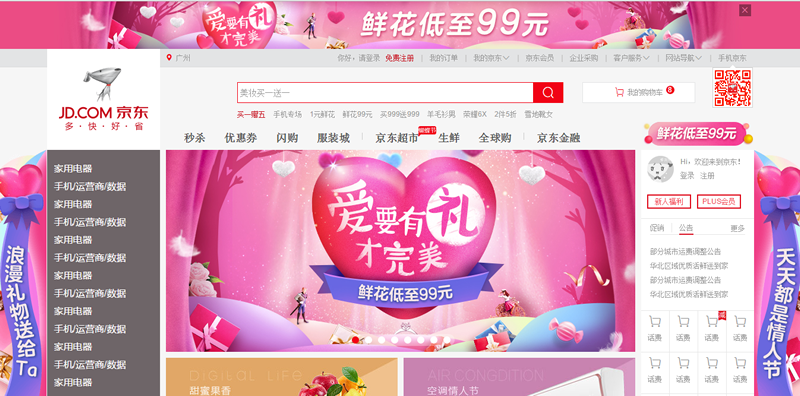 爱要有礼
才完美
鲜花低至99元
广州
你好，请登录 免费注册 我的订单 我的京东 京东会员 企业采购 客户服务 网站导航 手机京东
JD.COM 京东
多·快·好·省
美妆买一送一
我的购物车 8
买一赠五 手机专场 1元鲜花 鲜花99元 买999送999 羊毛衫男 荣耀6X 2件5折 雪地靴女
秒杀 优惠券 闪购 服装城 京东超市 蝴蝶节 生鲜 全球购 京东金融
鲜花低至99元
家用电器
手机/运营商/数据
家用电器
手机/运营商/数据
家用电器
手机/运营商/数据
家用电器
手机/运营商/数据
家用电器
手机/运营商/数据
家用电器
手机/运营商/数据
家用电器
爱要有礼
才完美
鲜花低至99元
Hi，欢迎来到京东！
登录 注册
新人福利 PLUS会员
促销 公告 更多
部分城市运费调整公告
华北区域优质活鲜送到家
部分城市运费调整公告
华北区域优质活鲜送到家
话费 话费 话费 话费
话费 话费 话费 话费
浪漫礼物送给Ta
天天都是情人节
DIGILAL LIFE
甜蜜果香
AIR CONGDITION
空调情人节